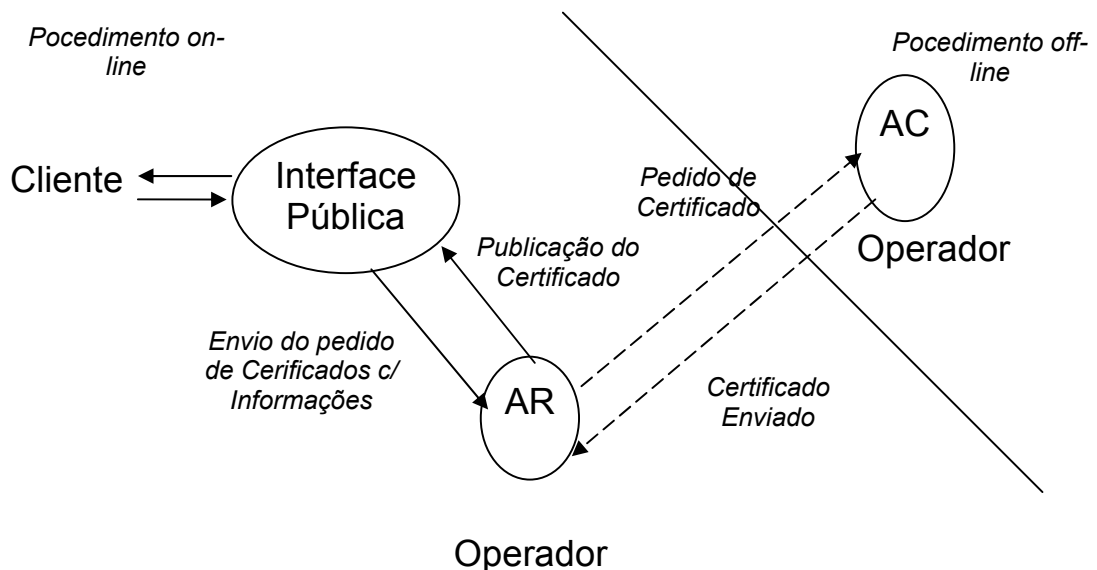 Pocedimento on-
line
Pocedimento off-
line
AC
Cliente
Interface
Pública
Pedido de
Certificado
Operador
Publicação do
Certificado
Envio do pedido
de Cerificados c/
Informações
AR
Certificado
Enviado
Operador